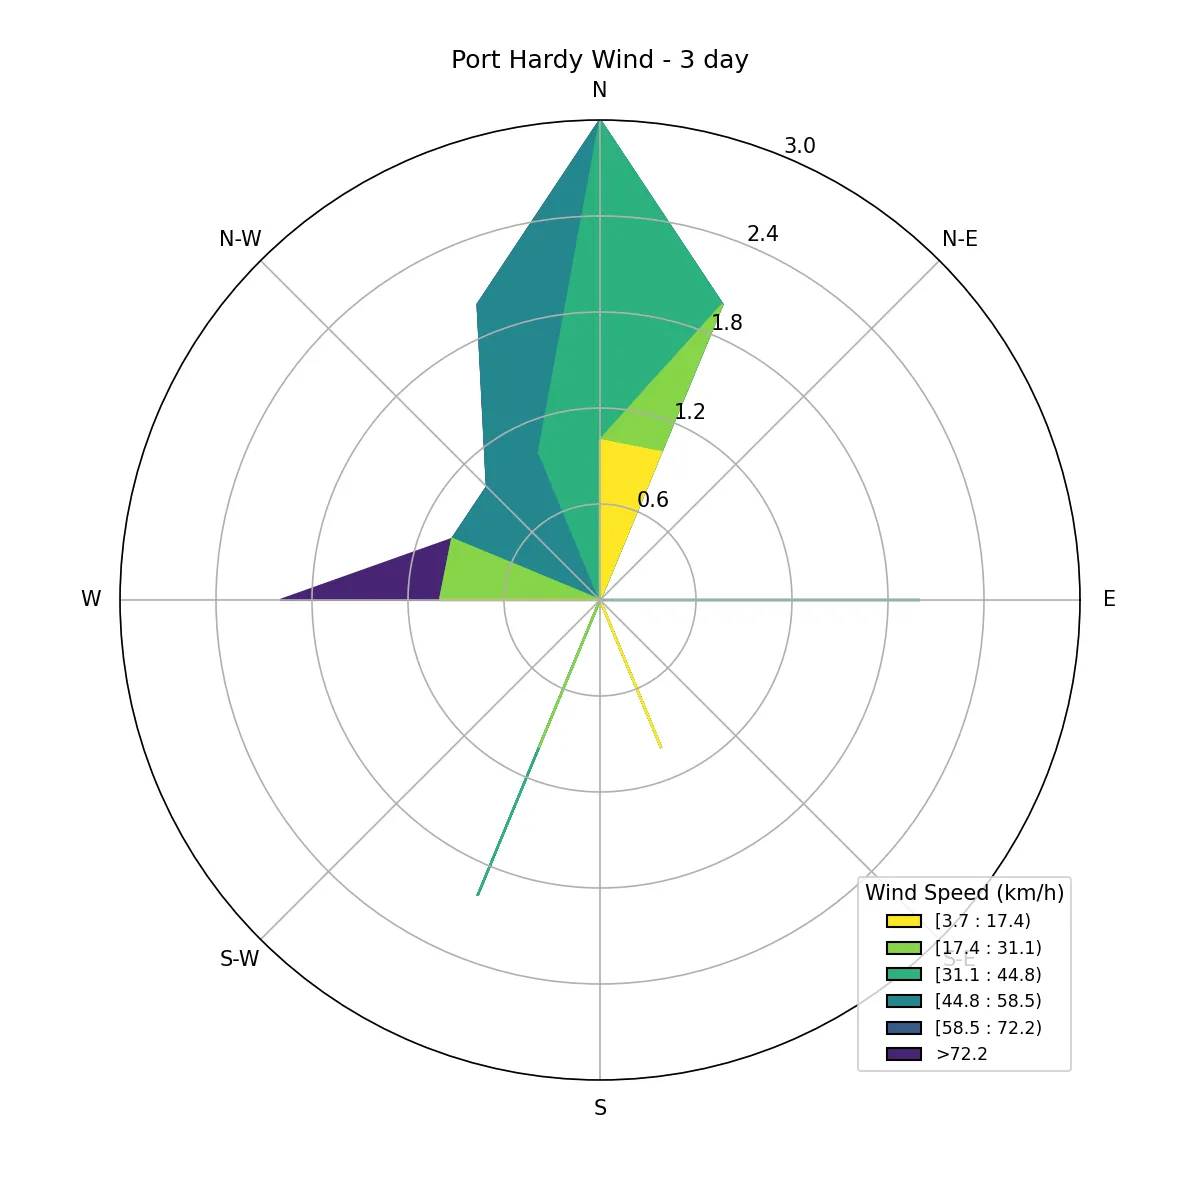 Port Hardy Wind - 3 day
N
3.0
N-W
2.4
N-E
1.8
1.2
0.6
W
E
S-W
S-E
S
Wind Speed (km/h)
[3.7 : 17.4)
[17.4 : 31.1)
[31.1 : 44.8)
[44.8 : 58.5)
[58.5 : 72.2)
>72.2